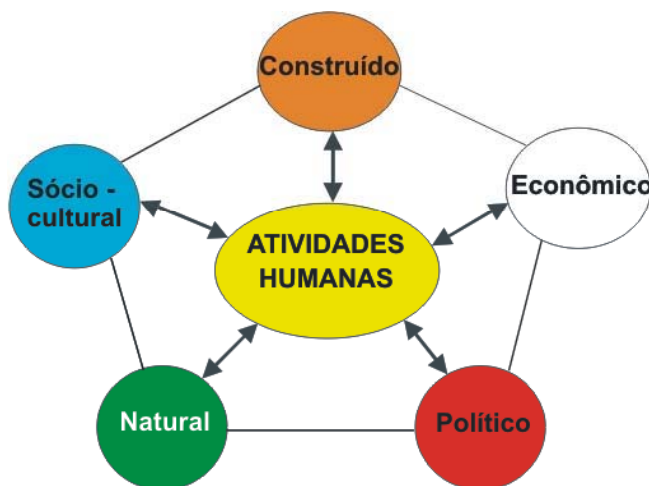 Construído
Sócio -
cultural
Econômico
ATIVIDADES
HUMANAS
Natural
Político